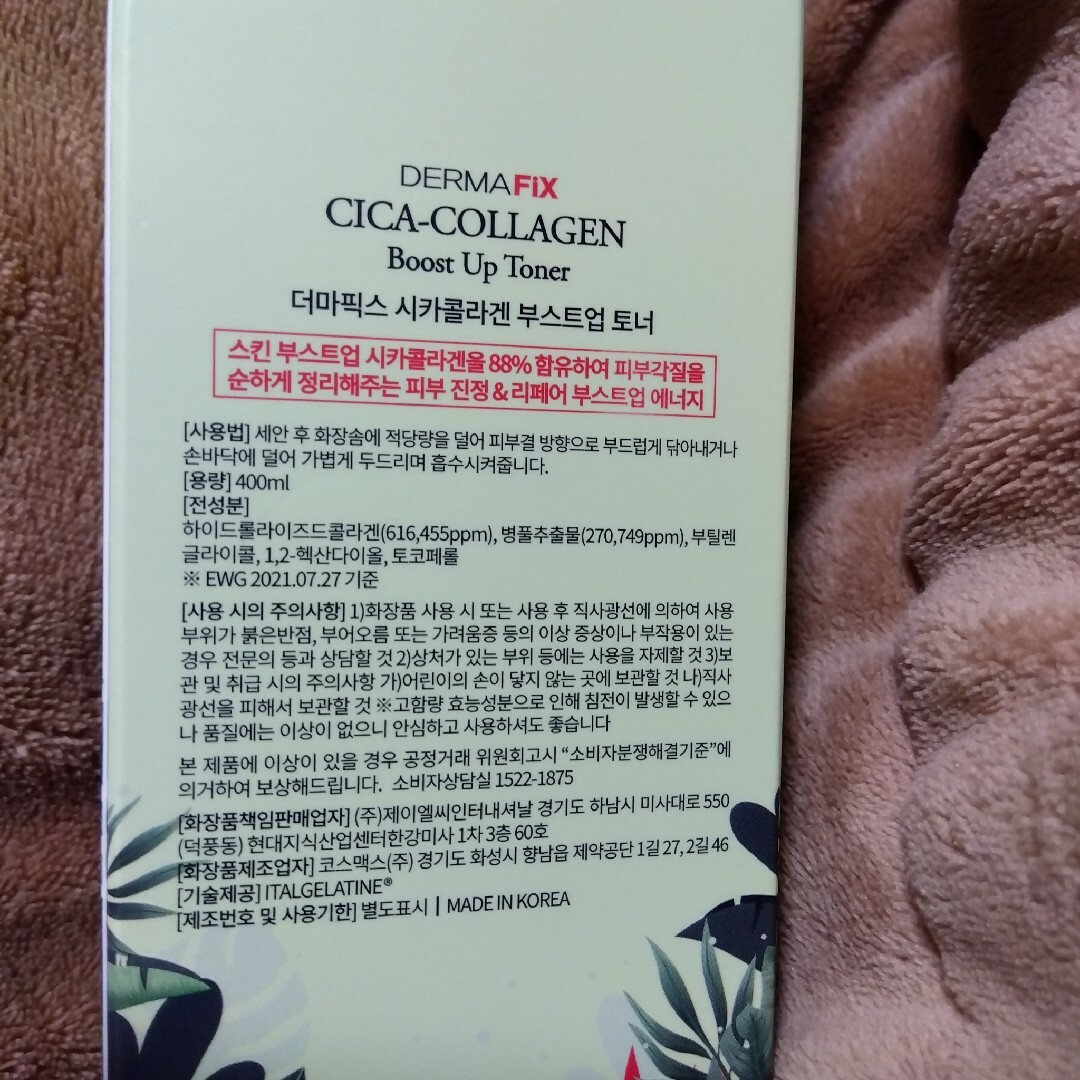 DERMAFiX
CICA-COLLAGEN
Boost Up Toner
더마픽스 시카콜라겐 부스트업 토너
스킨 부스트업 시카콜라겐을 88% 함유하여 피부각질을
순하게 정리해주는 피부 진정 & 리페어 부스트업 에너지
[사용법] 세안 후 화장솜에 적당량을 덜어 피부결 방향으로 부드럽게 닦아내거나
손바닥에 덜어 가볍게 두드리며 흡수시켜줍니다.
[용량] 400ml
[전성분]
하이드롤라이즈드콜라겐(616,455ppm), 병풀추출물(270,749ppm), 부틸렌
글라이콜, 1,2-헥산다이올, 토코페롤
※ EWG 2021.07.27 기준
[사용 시의 주의사항] 1)화장품 사용 시 또는 사용 후 직사광선에 의하여 사용
부위가 붉은반점, 부어오름 또는 가려움증 등의 이상 증상이나 부작용이 있는
경우 전문의 등과 상담할 것 2)상처가 있는 부위 등에는 사용을 자제할 것 3)보
관 및 취급 시의 주의사항 가)어린이의 손이 닿지 않는 곳에 보관할 것 나)직사
광선을 피해서 보관할 것 ※고함량 효능성분으로 인해 침전이 발생할 수 있으
나 품질에는 이상이 없으니 안심하고 사용하셔도 좋습니다
본 제품에 이상이 있을 경우 공정거래 위원회고시 “소비자분쟁해결기준”에
의거하여 보상해드립니다. 소비자상담실 1522-1875
[화장품책임판매업자] (주)제이엘씨인터내셔날 경기도 하남시 미사대로 550
(덕풍동) 현대지식산업센터한강미사 1차 3층 60호
[화장품제조업자] 코스맥스(주) 경기도 화성시 향남읍 제약공단 1길 27, 2길 46
[기술제공] ITALGELATINE®
[제조번호 및 사용기한] 별도표시 | MADE IN KOREA